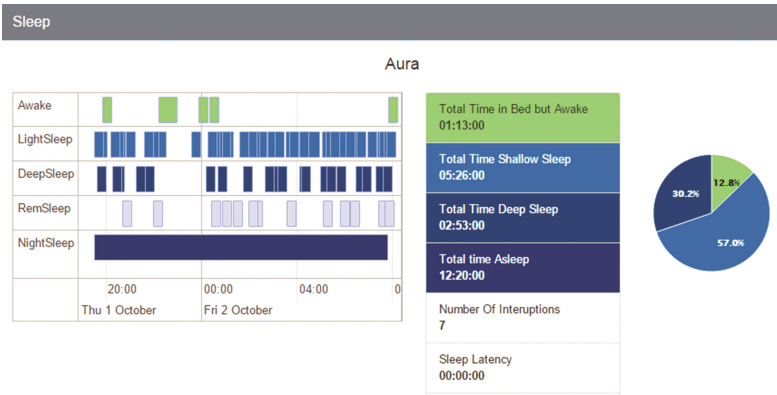 Sleep
Aura
Awake
LightSleep
DeepSleep
RemSleep
NightSleep
20:00 00:00 04:00 0
Thu 1 October Fri 2 October
Total Time in Bed but Awake
01:13:00
Total Time Shallow Sleep
05:26:00
Total Time Deep Sleep
02:53:00
Total time Asleep
12:20:00
Number Of Interuptions
7
Sleep Latency
00:00:00
12.8%
30.2%
57.0%